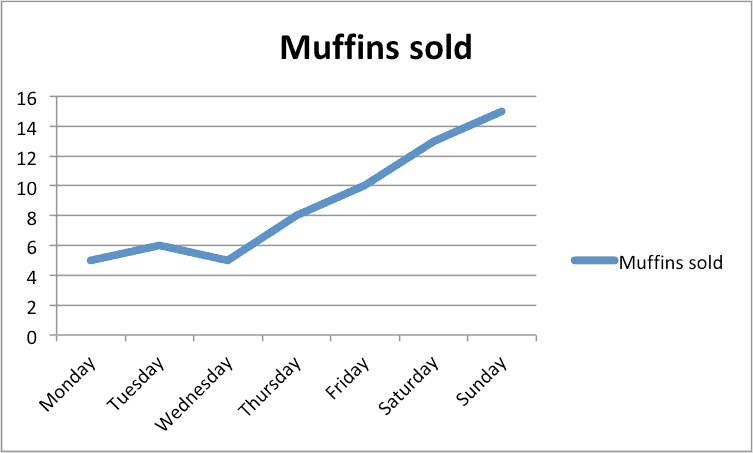 Muffins sold
16
14
12
10
8
6
4
2
0
Muffins sold
Monday
Tuesday
Wednesday
Thursday
Friday
Saturday
Sunday